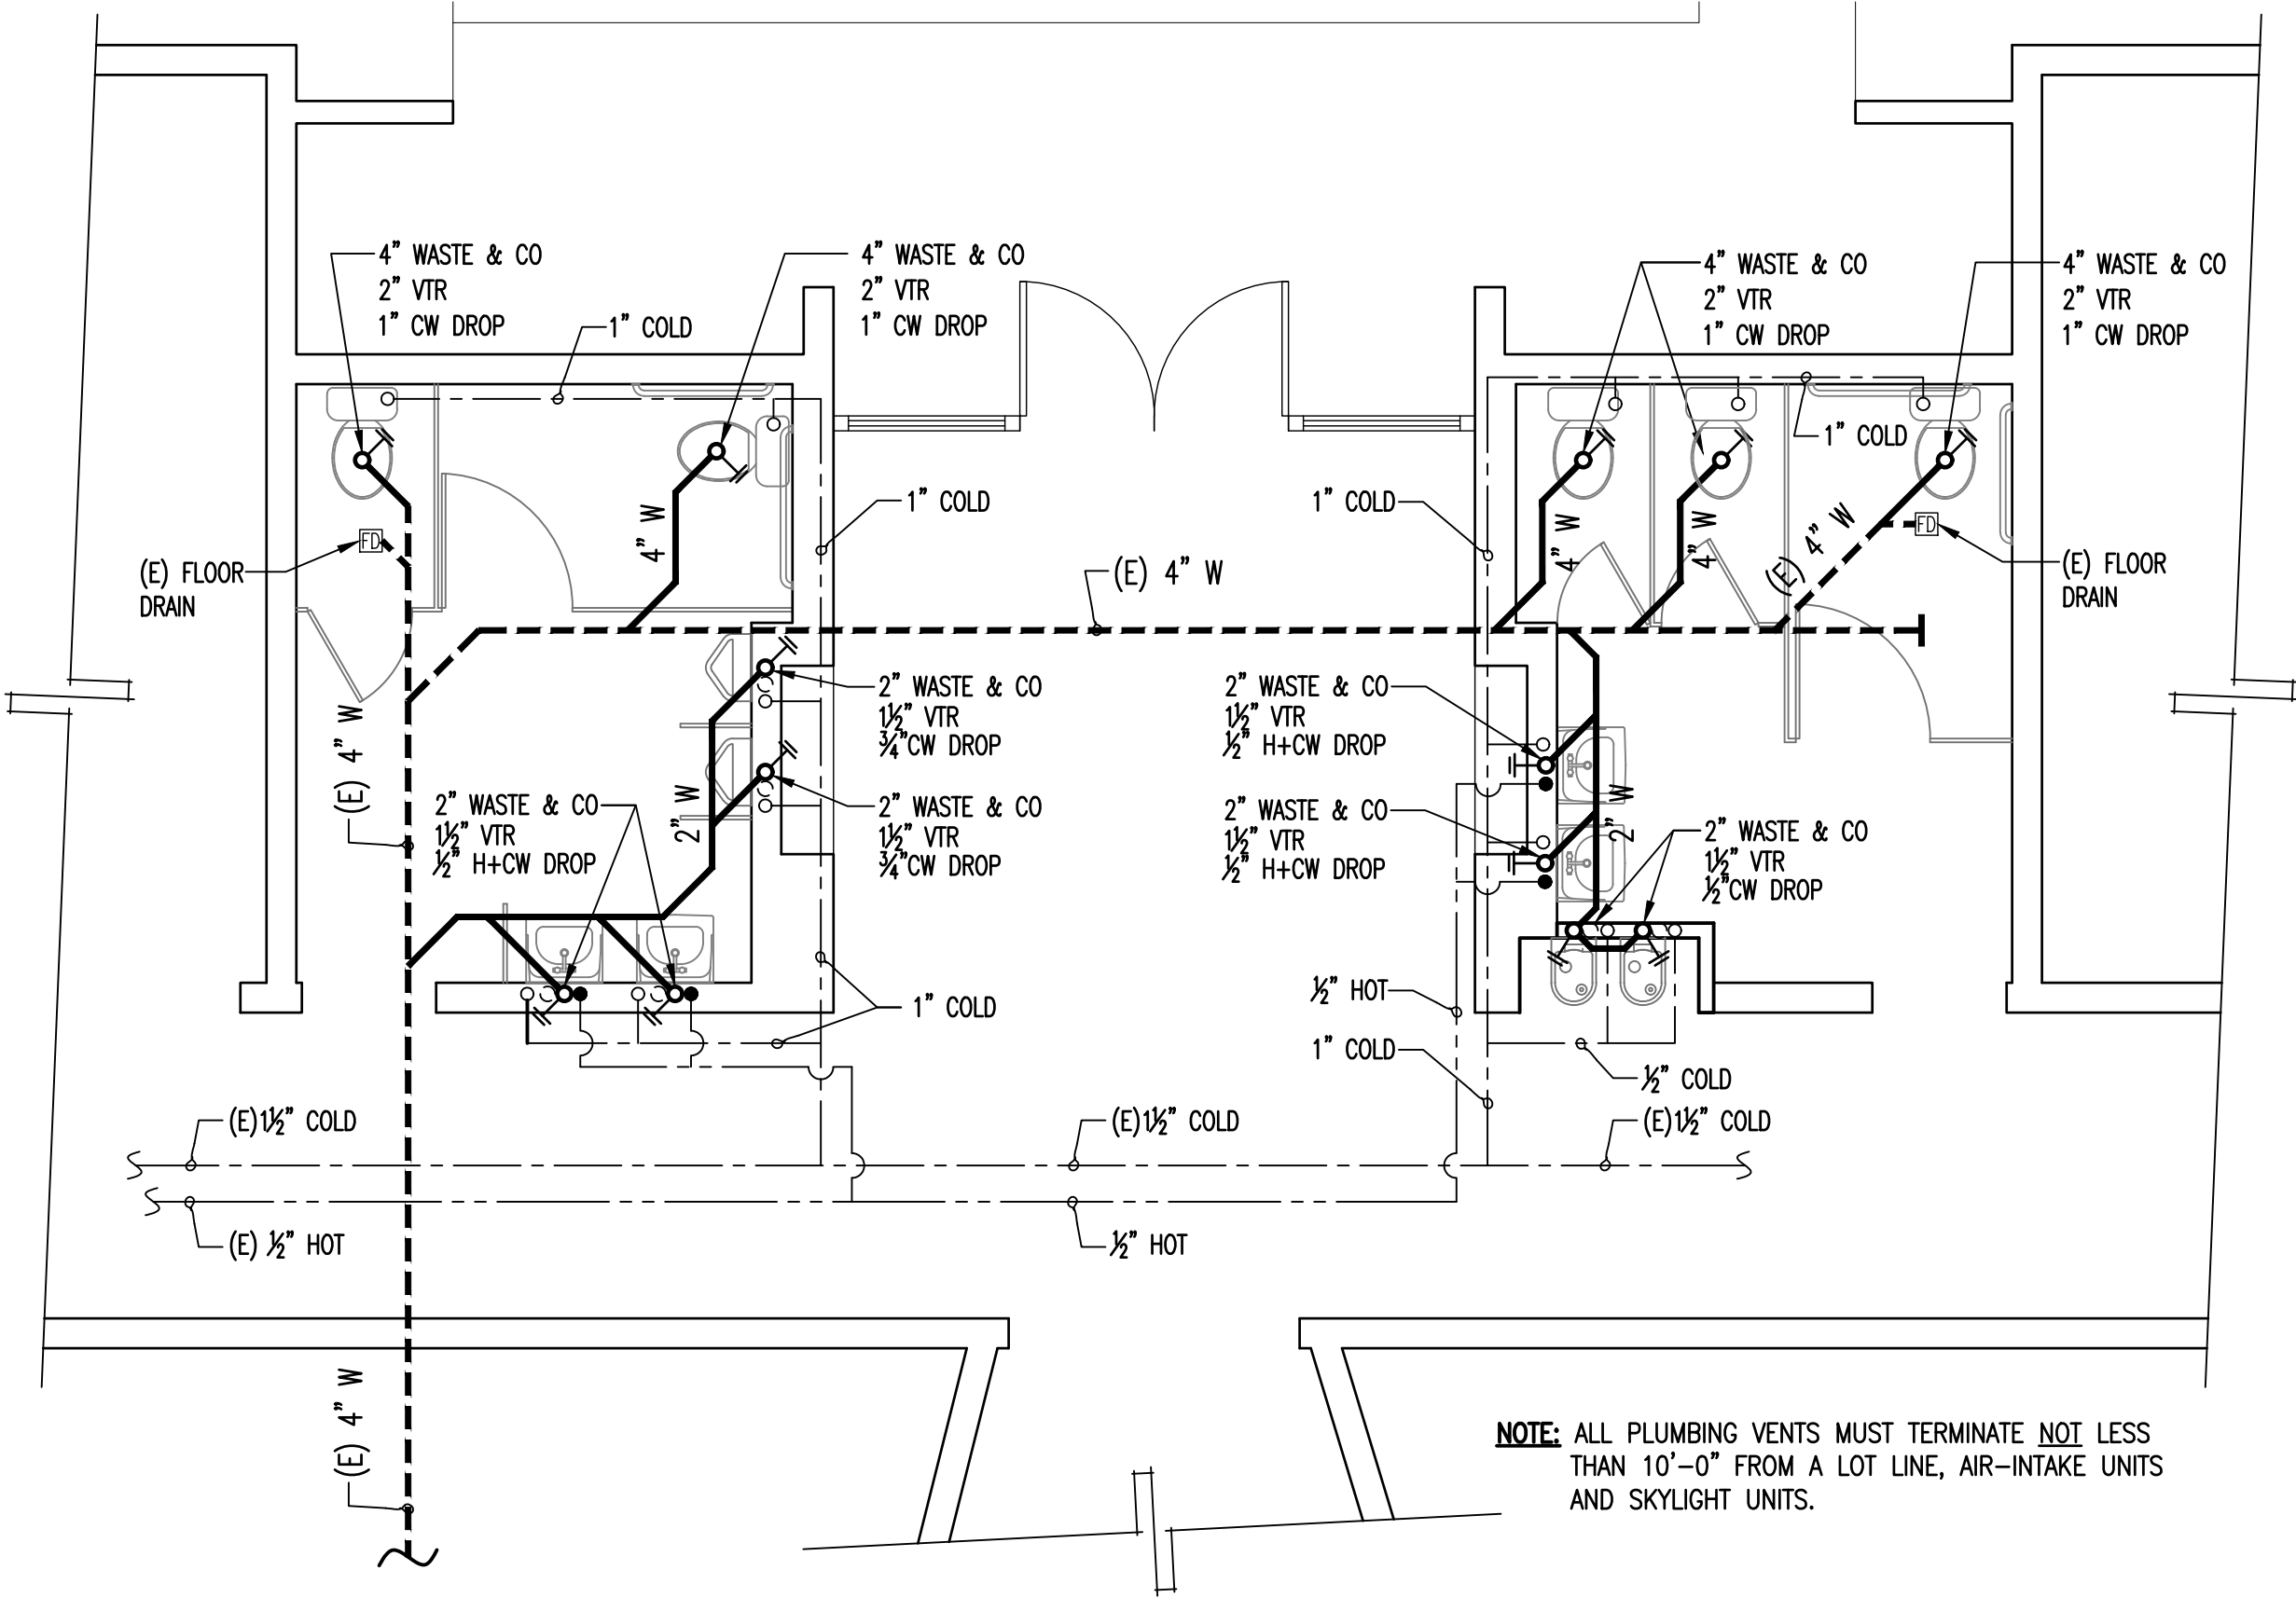 4" WASTE & CO
2" VTR
1" CW DROP
1" COLD
4" WASTE & CO
2" VTR
1" CW DROP
4" WASTE & CO
2" VTR
1" CW DROP
4" WASTE & CO
2" VTR
1" CW DROP
1" COLD
1" COLD
1" COLD
4" W
4" W
4" W
(E) 4" W
FD
FD
(E) FLOOR
DRAIN
(E) 4" W
(E) FLOOR
DRAIN
2" WASTE & CO
1½" VTR
¾"CW DROP
2" WASTE & CO
1½" VTR
½" H+CW DROP
(E) 4" W
2" W
2" WASTE & CO
1½" VTR
½" H+CW DROP
2" WASTE & CO
1½" VTR
¾"CW DROP
2" WASTE & CO
1½" VTR
½" H+CW DROP
2" W
2" WASTE & CO
1½" VTR
½"CW DROP
1" COLD
½" HOT
1" COLD
½" COLD
(E)1½" COLD
(E)1½" COLD
(E)1½" COLD
(E) ½" HOT
½" HOT
(E) 4" W
NOTE: ALL PLUMBING VENTS MUST TERMINATE NOT LESS
THAN 10'-0" FROM A LOT LINE, AIR-INTAKE UNITS
AND SKYLIGHT UNITS.